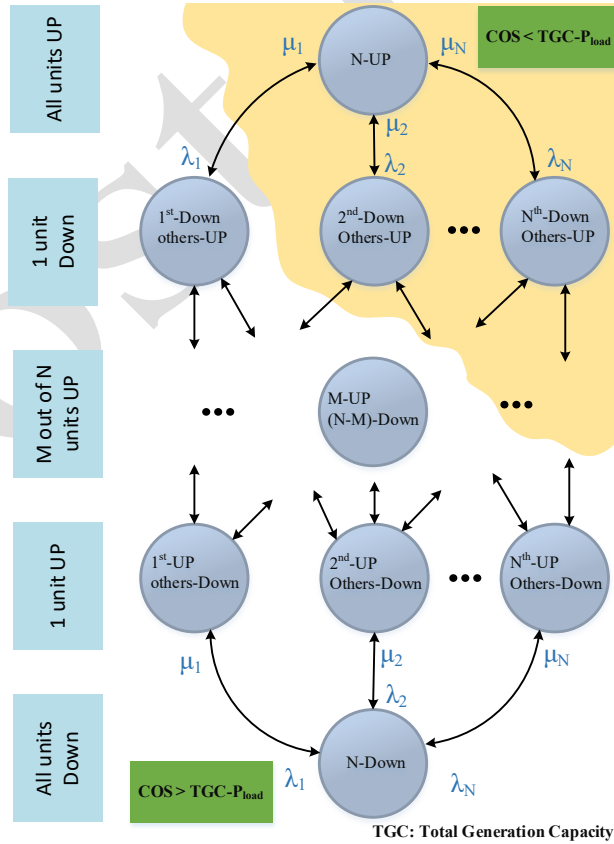 All units UP
μ1
N-UP
μN
COS < TGC-Pload
μ2
λ1
λ2
λN
1 unit
Down
1st-Down
others-UP
2nd-Down
Others-UP
•••
Nth-Down
Others-UP
M out of N
units UP
•••
M-UP
(N-M)-Down
•••
1 unit UP
1st-UP
others-Down
2nd-UP
Others-Down
•••
Nth-UP
Others-Down
μ1
μ2
μN
λ2
All units
Down
N-Down
COS > TGC-Pload
λ1
λN
TGC: Total Generation Capacity